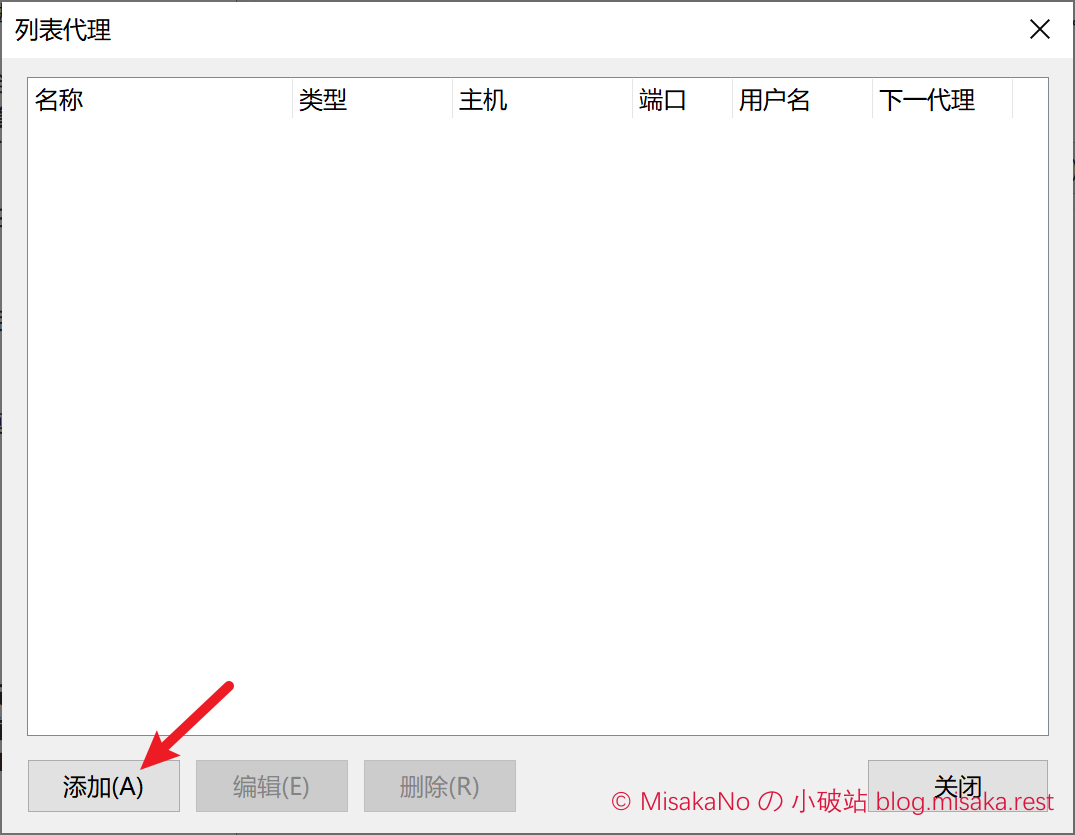 列表代理
名称 类型 主机 端口 用户名 下一代理
添加(A) 编辑(E) 删除(R) 关闭
© MisakaNo の 小破站 blog.misaka.rest